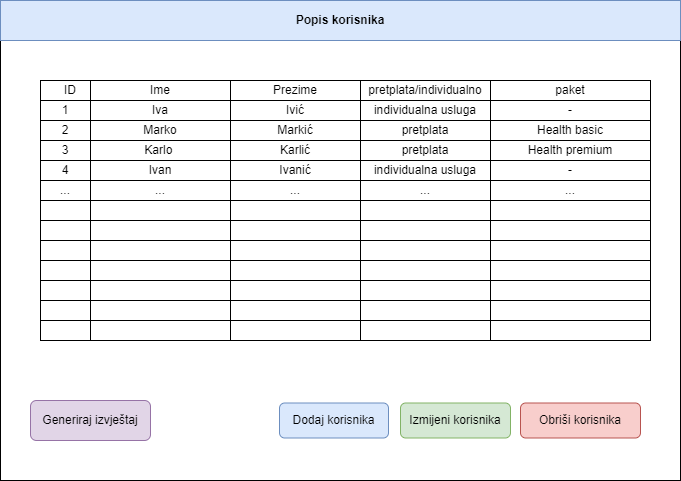 Popis korisnika
ID Ime Prezime pretplata/individualno paket
1 Iva Ivić individualna usluga -
2 Marko Markić pretplata Health basic
3 Karlo Karlić pretplata Health premium
4 Ivan Ivanić individualna usluga -
... ... ... ... ...
Generiraj izvještaj Dodaj korisnika Izmijeni korisnika Obriši korisnika